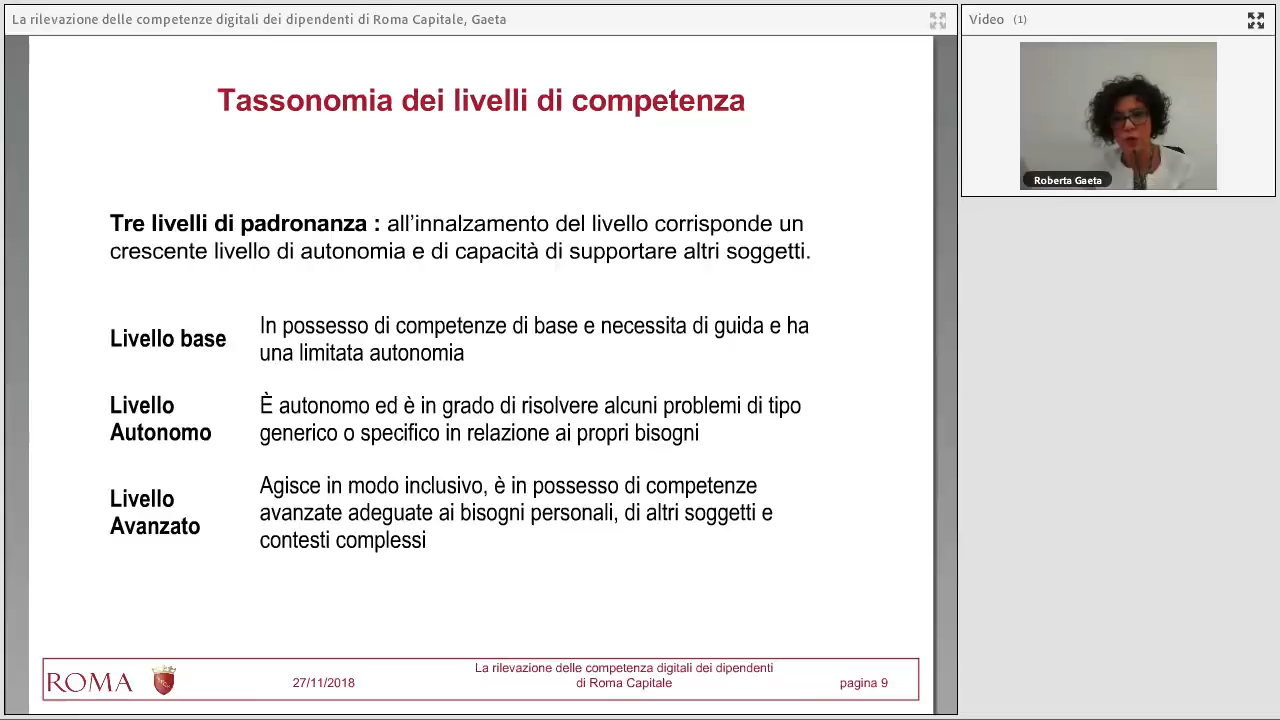 La rilevazione delle competenze digitali dei dipendenti di Roma Capitale, Gaeta
Video (1)
Roberta Gaeta
Tassonomia dei livelli di competenza
Tre livelli di padronanza : all’innalzamento del livello corrisponde un
crescente livello di autonomia e di capacità di supportare altri soggetti.
Livello base
In possesso di competenze di base e necessita di guida e ha
una limitata autonomia
Livello
Autonomo
È autonomo ed è in grado di risolvere alcuni problemi di tipo
generico o specifico in relazione ai propri bisogni
Livello
Avanzato
Agisce in modo inclusivo, è in possesso di competenze
avanzate adeguate ai bisogni personali, di altri soggetti e
contesti complessi
ROMA
27/11/2018
La rilevazione delle competenza digitali dei dipendenti
di Roma Capitale
pagina 9